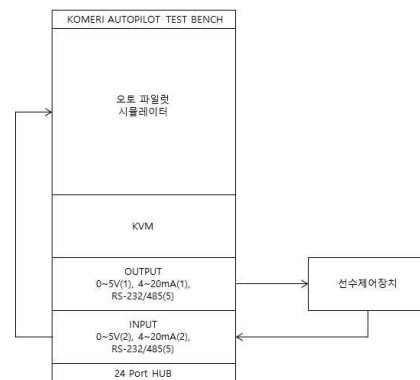 KOMERI AUTOPILOT TEST BENCH
오토 파일럿
시뮬레이터
KVM
OUTPUT
0~5V(1), 4~20mA(1),
RS-232/485(5)
선수제어장치
INPUT
0~5V(2), 4~20mA(2),
RS-232/485(5)
24 Port HUB